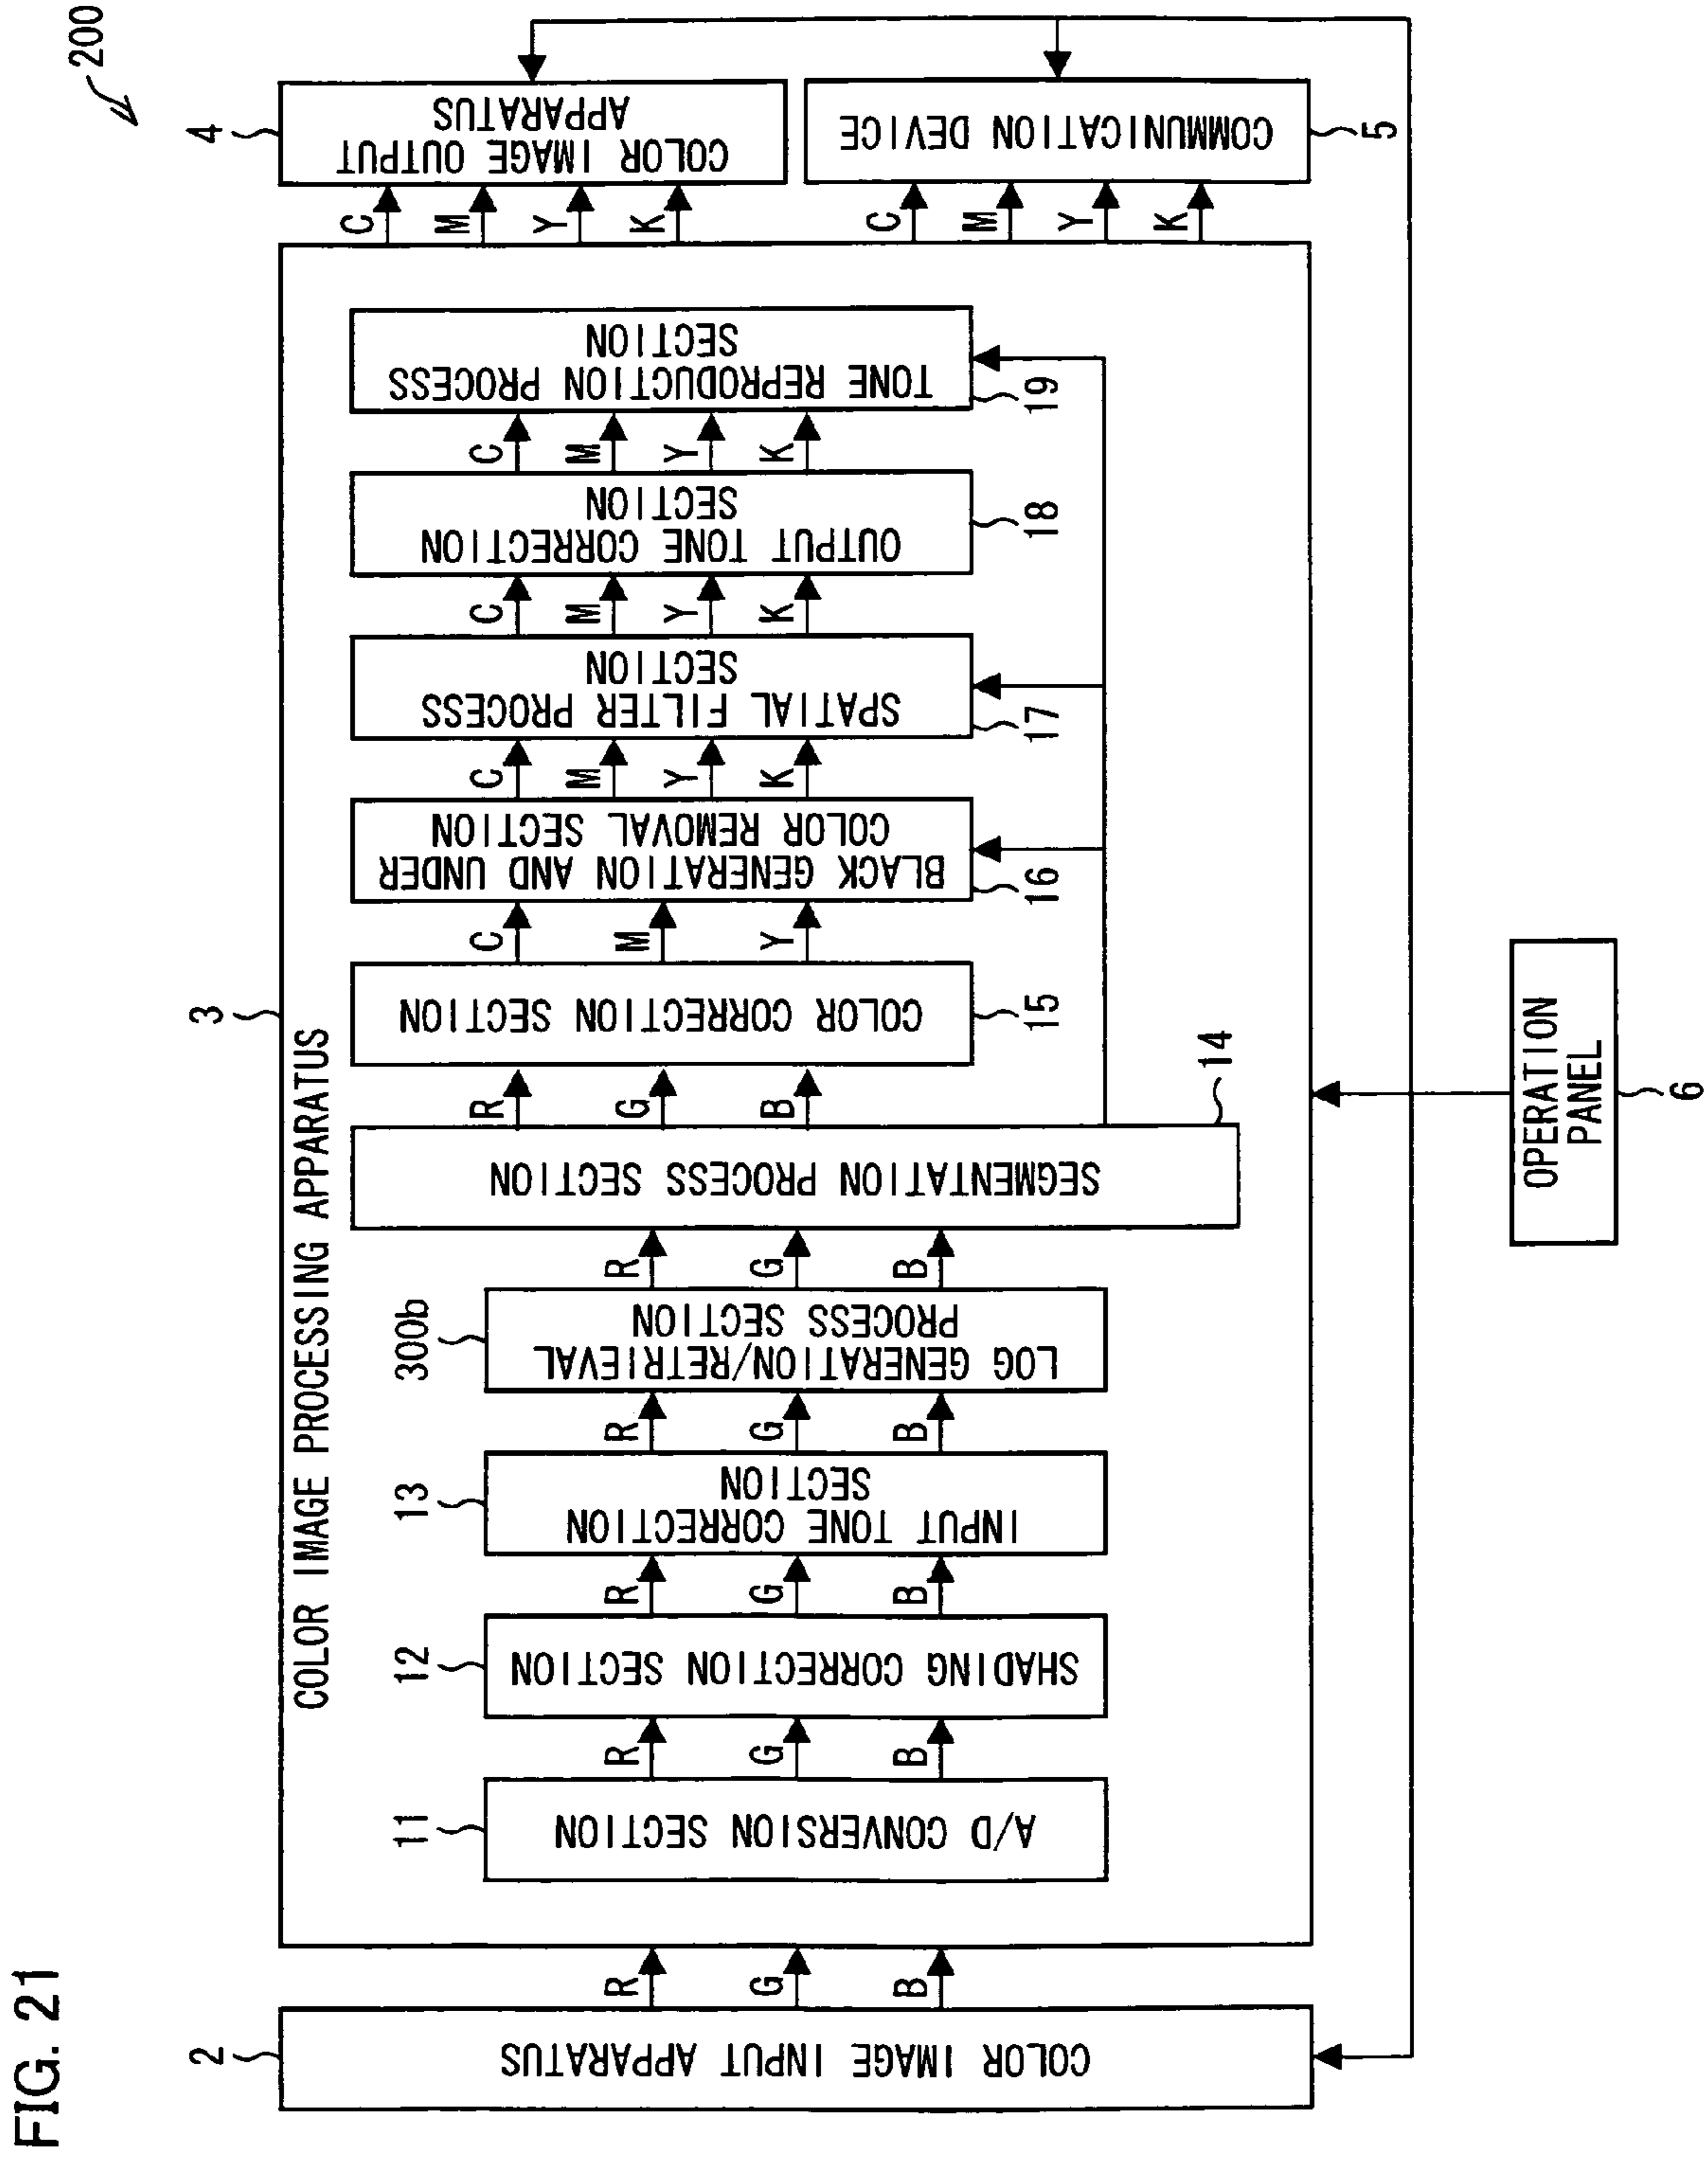 FIG. 21
200
2
COLOR IMAGE INPUT APPARATUS
R
G
B
3
COLOR IMAGE PROCESSING APPARATUS
11
A/D CONVERSION SECTION
R
G
B
12
SHADING CORRECTION SECTION
R
G
B
13
INPUT TONE CORRECTION
SECTION
R
G
B
300b
LOG GENERATION/RETRIEVAL
PROCESS SECTION
R
G
B
SEGMENTATION PROCESS SECTION
14
R
G
B
COLOR CORRECTION SECTION
15
C
M
Y
BLACK GENERATION AND UNDER
COLOR REMOVAL SECTION
16
C
M
Y
K
SPATIAL FILTER PROCESS
SECTION
17
C
M
Y
K
OUTPUT TONE CORRECTION
SECTION
18
C
M
Y
K
TONE REPRODUCTION PROCESS
SECTION
19
C
M
Y
K
4
COLOR IMAGE OUTPUT
APPARATUS
C
M
Y
K
COMMUNICATION DEVICE
5
OPERATION
PANEL
6